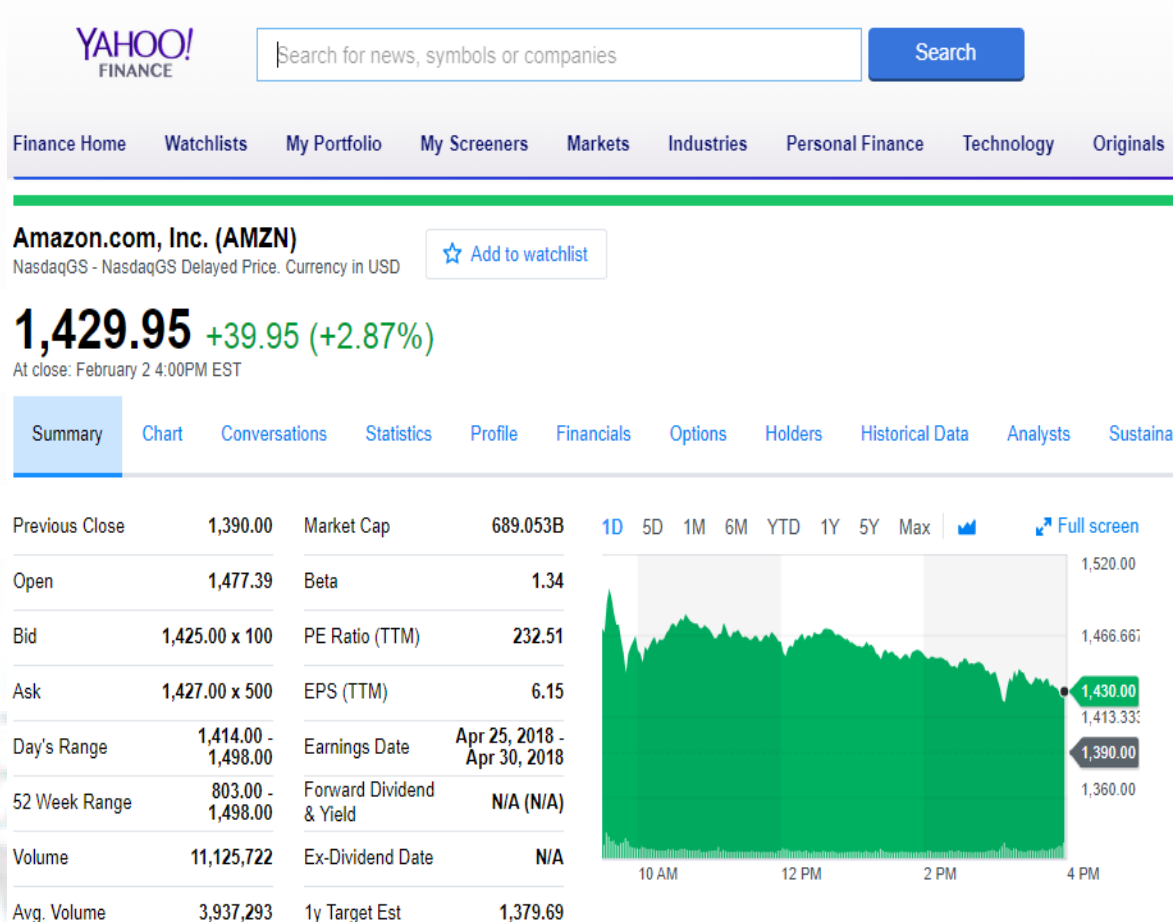 YAHOO!
FINANCE
Search for news, symbols or companies
Search
Finance Home Watchlists My Portfolio My Screeners Markets Industries Personal Finance Technology Originals
Amazon.com, Inc. (AMZN)
NasdaqGS - NasdaqGS Delayed Price. Currency in USD
Add to watchlist
1,429.95 +39.95 (+2.87%)
At close: February 2 4:00PM EST
Summary Chart Conversations Statistics Profile Financials Options Holders Historical Data Analysts Sustaina
Previous Close 1,390.00
Open 1,477.39
Bid 1,425.00 x 100
Ask 1,427.00 x 500
Day's Range 1,414.00 -
1,498.00
52 Week Range 803.00 -
1,498.00
Volume 11,125,722
Avg. Volume 3,937,293
Market Cap 689.053B
Beta 1.34
PE Ratio (TTM) 232.51
EPS (TTM) 6.15
Earnings Date Apr 25, 2018 -
Apr 30, 2018
Forward Dividend
& Yield N/A (N/A)
Ex-Dividend Date N/A
1y Target Est 1,379.69
1D 5D 1M 6M YTD 1Y 5Y Max Full screen
1,520.00
1,466.667
1,430.00
1,413.333
1,390.00
1,360.00
10 AM 12 PM 2 PM 4 PM